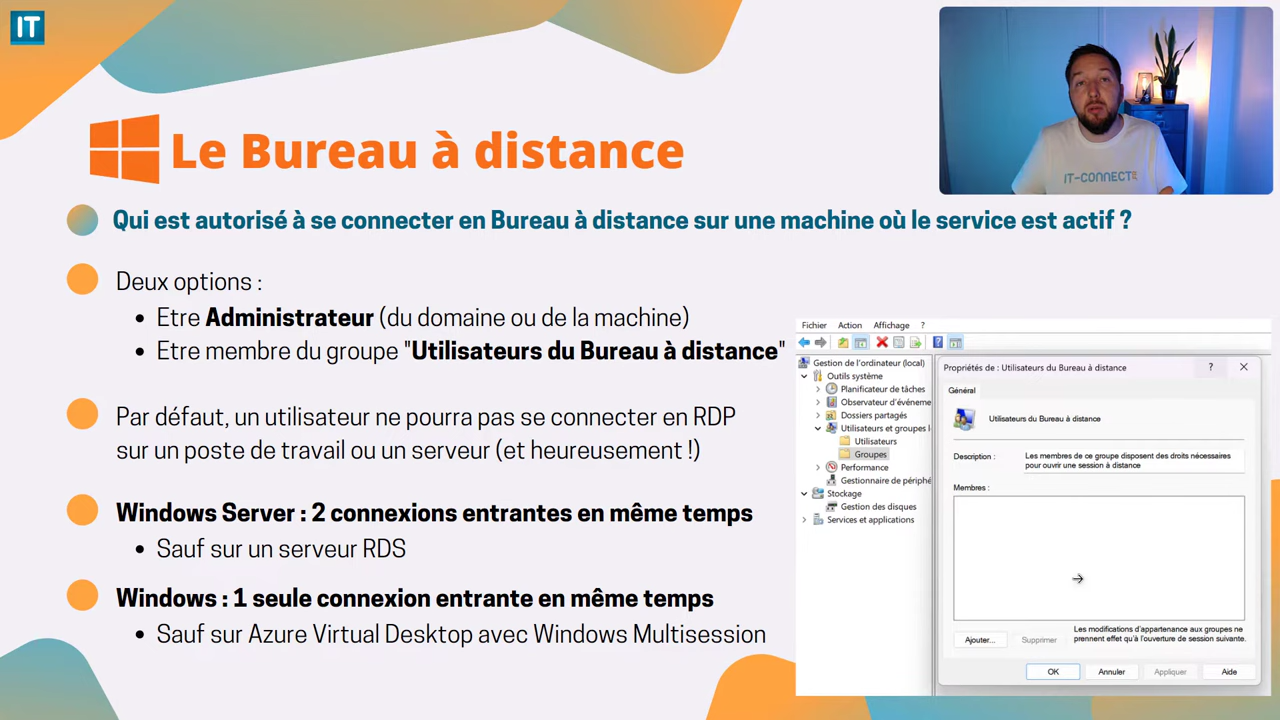 IT
IT-CONNECT
Le Bureau à distance
Qui est autorisé à se connecter en Bureau à distance sur une machine où le service est actif ?
Deux options :
• Etre Administrateur (du domaine ou de la machine)
• Etre membre du groupe "Utilisateurs du Bureau à distance"
Par défaut, un utilisateur ne pourra pas se connecter en RDP
sur un poste de travail ou un serveur (et heureusement !)
Windows Server : 2 connexions entrantes en même temps
• Sauf sur un serveur RDS
Windows : 1 seule connexion entrante en même temps
• Sauf sur Azure Virtual Desktop avec Windows Multisession
Fichier Action Affichage ?
Gestion de l'ordinateur (local)
Outils système
Planificateur de tâches
Observateur d'événeme
Dossiers partagés
Utilisateurs et groupes l
Utilisateurs
Groupes
Performance
Gestionnaire de périphé
Stockage
Gestion des disques
Services et applications
Propriétés de : Utilisateurs du Bureau à distance
Général
Utilisateurs du Bureau à distance
Description : Les membres de ce groupe disposent des droits nécessaires
pour ouvrir une session à distance
Membres :
Ajouter... Supprimer
Les modifications d'appartenance aux groupes ne
prennent effet qu'à l'ouverture de session suivante.
OK Annuler Appliquer Aide